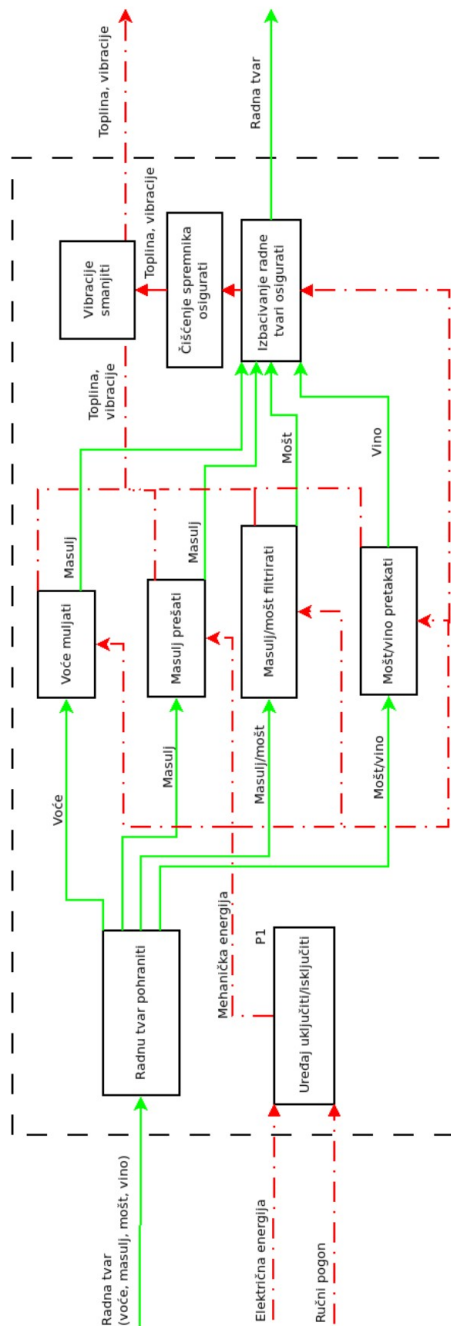 Radna tvar
(voće, masulj, mošt, vino)
Električna energija
Ručni pogon
Radnu tvar pohraniti
Uređaj uključiti/isključiti
P1
Mehanička energija
Voće
Masulj
Masulj/mošt
Mošt/vino
Voće muljati
Masulj prešati
Masulj/mošt filtrirati
Mošt/vino pretakati
Masulj
Masulj
Mošt
Vino
Toplina,
vibracije
Vibracije
smanjiti
Toplina, vibracije
Čišćenje spremnika
osigurati
Izbacivanje radne
tvari osigurati
Toplina, vibracije
Radna tvar